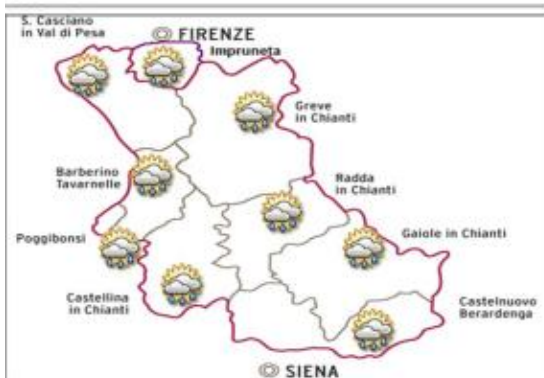 S. Casciano
in Val di Pesa
FIRENZE
Impruneta
Greve
in Chianti
Barberino
Tavarnelle
Radda
in Chianti
Poggibonsi
Gaiole in Chianti
Castellina
in Chianti
Castelnuovo
Berardenga
SIENA